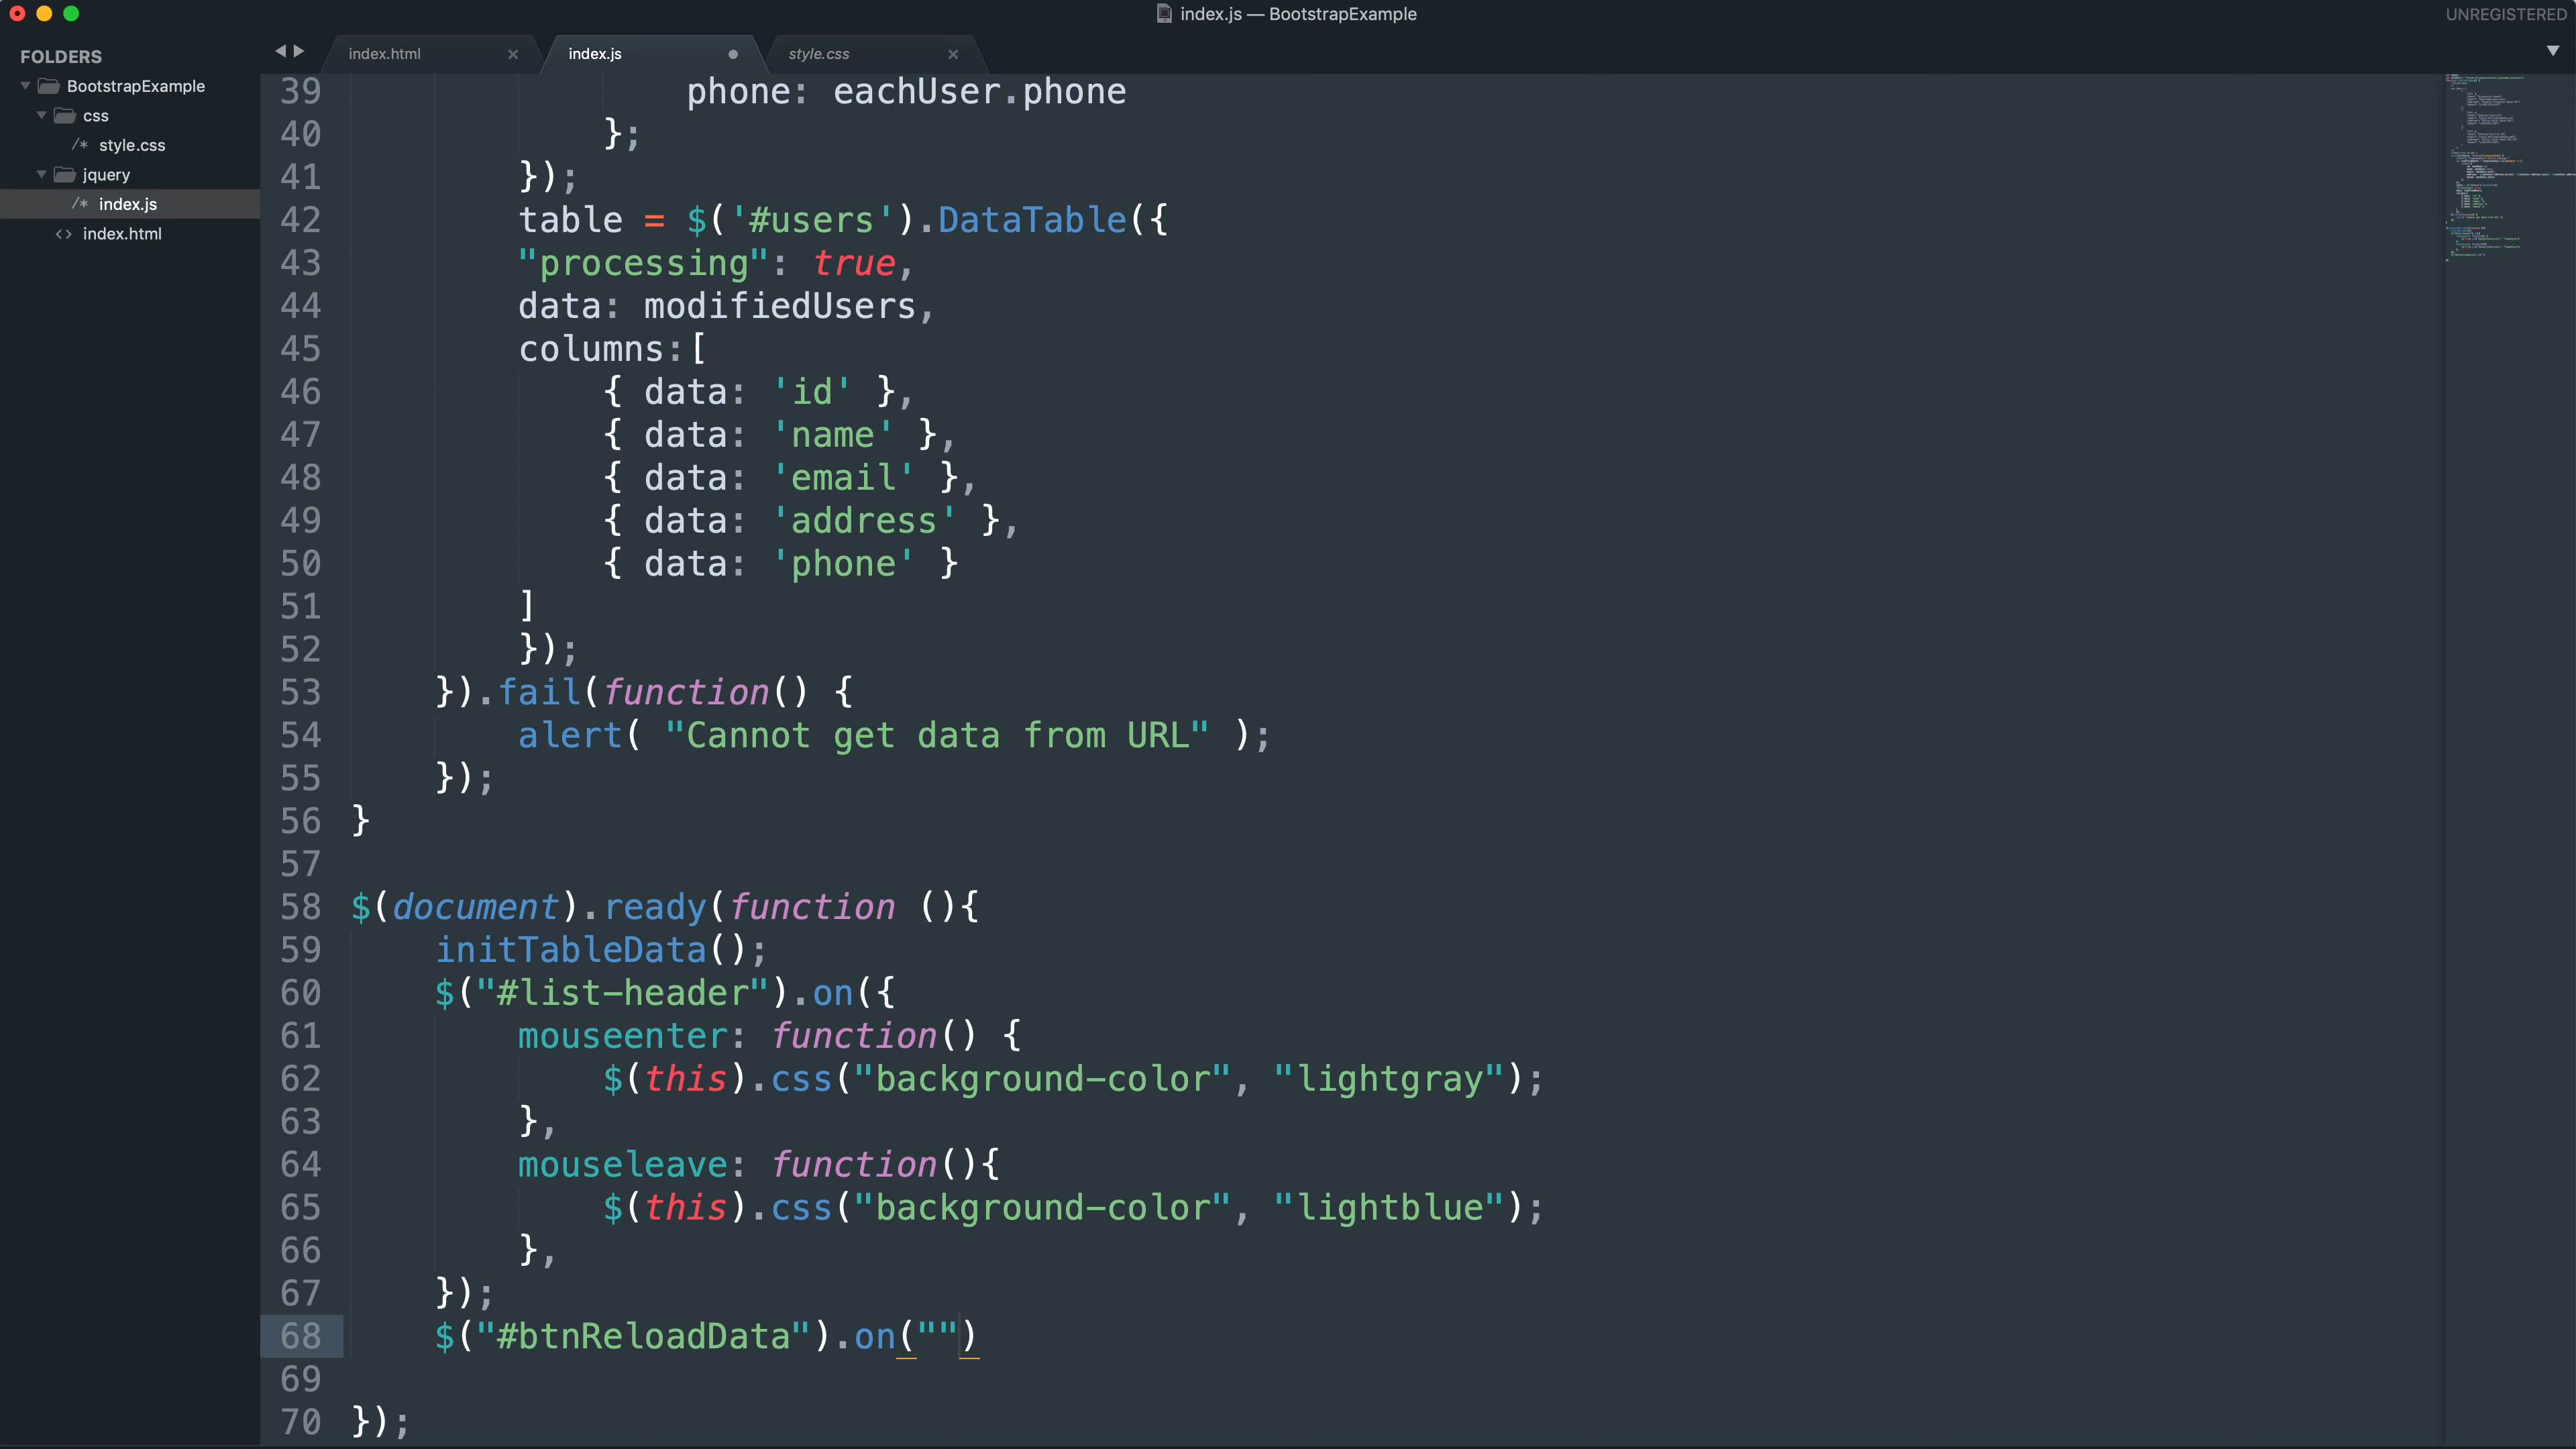 index.js — BootstrapExample
UNREGISTERED
FOLDERS
BootstrapExample
css
/* style.css
jquery
/* index.js
<> index.html
index.html ×
index.js
style.css ×
39 phone: eachUser.phone
40 };
41 });
42 table = $('#users').DataTable({
43 "processing": true,
44 data: modifiedUsers,
45 columns:[
46 { data: 'id' },
47 { data: 'name' },
48 { data: 'email' },
49 { data: 'address' },
50 { data: 'phone' }
51 ]
52 });
53 }).fail(function() {
54 alert( "Cannot get data from URL" );
55 });
56 }
57
58 $(document).ready(function (){
59 initTableData();
60 $("#list-header").on({
61 mouseenter: function() {
62 $(this).css("background-color", "lightgray");
63 },
64 mouseleave: function(){
65 $(this).css("background-color", "lightblue");
66 },
67 });
68 $("#btnReloadData").on("")
69
70 });